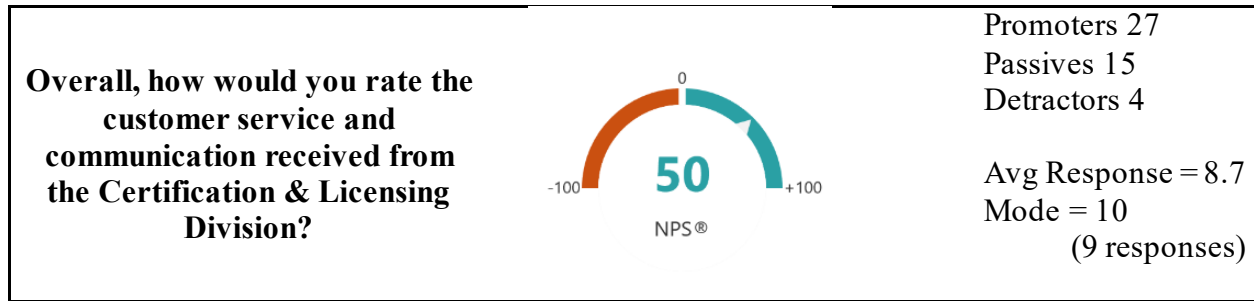 Overall, how would you rate the
customer service and
communication received from
the Certification & Licensing
Division?
0
-100
50
+100
NPS®
Promoters 27
Passives 15
Detractors 4
Avg Response = 8.7
Mode = 10
(9 responses)